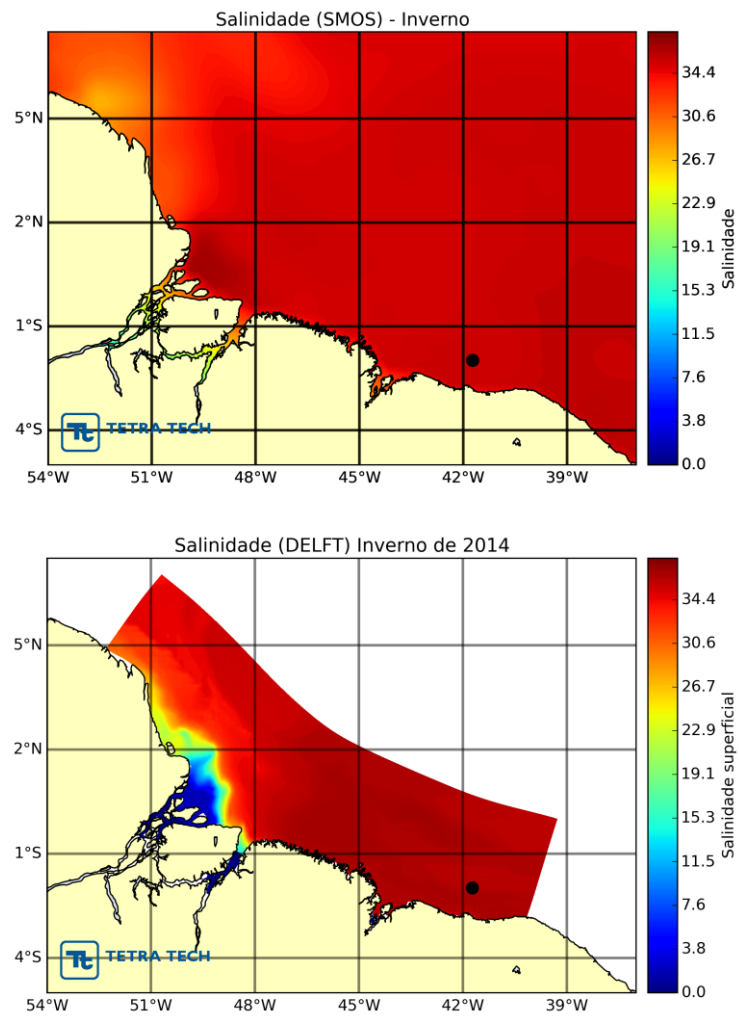 Salinidade (SMOS) - Inverno
5°N
2°N
1°S
4°S
54°W 51°W 48°W 45°W 42°W 39°W
34.4
30.6
26.7
22.9
19.1
15.3
11.5
7.6
3.8
0.0
Salinidade
Tt TETRA TECH
Salinidade (DELFT) Inverno de 2014
5°N
2°N
1°S
4°S
54°W 51°W 48°W 45°W 42°W 39°W
34.4
30.6
26.7
22.9
19.1
15.3
11.5
7.6
3.8
0.0
Salinidade superficial
Tt TETRA TECH